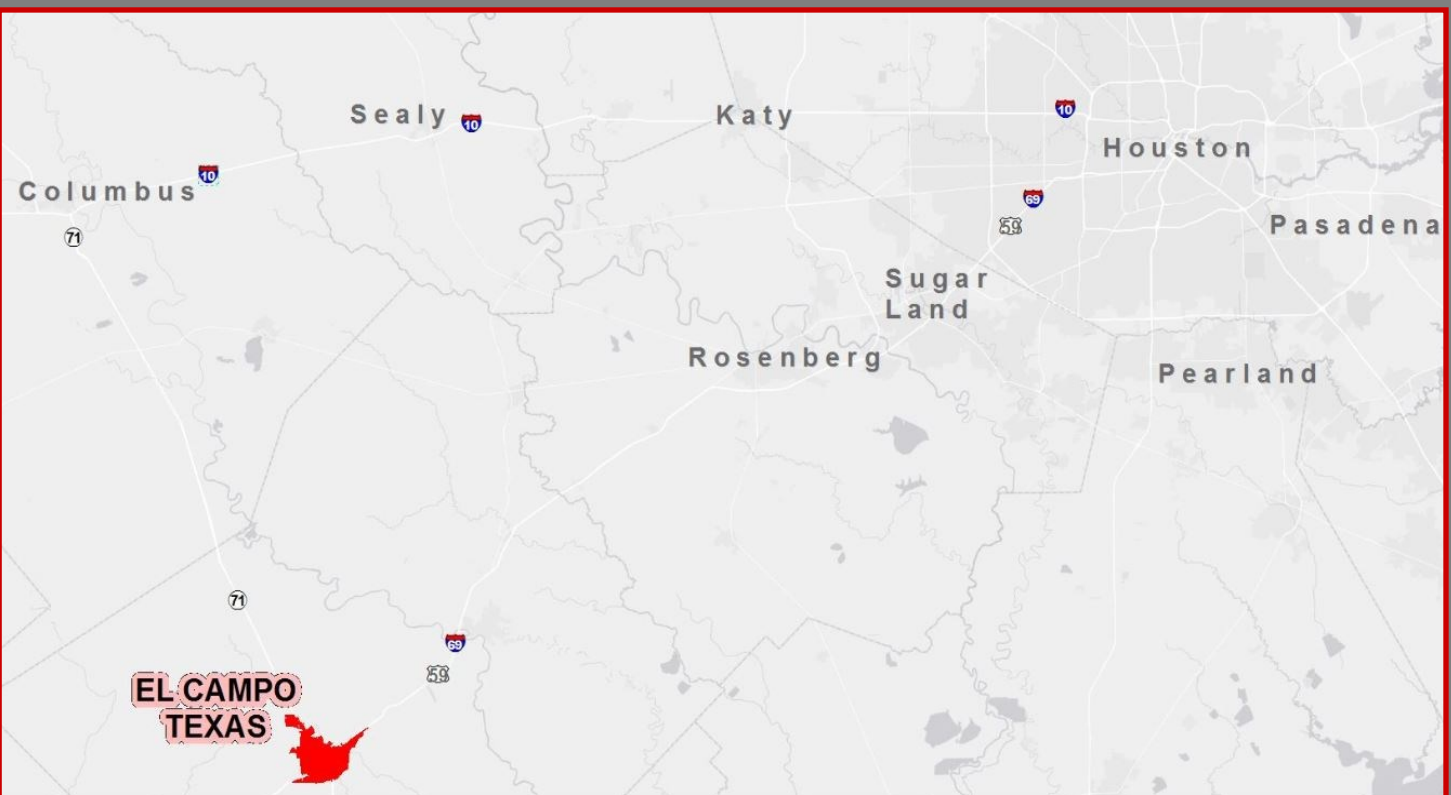 Sealy
10
Katy
10
Houston
10
Columbus
69
59
Pasadena
71
Sugar
Land
Rosenberg
Pearland
71
69
59
EL CAMPO
TEXAS